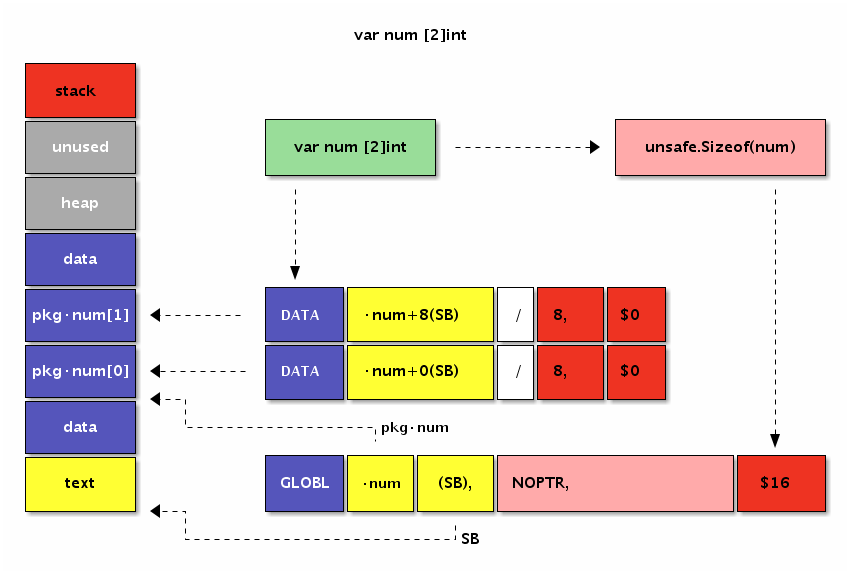 var num [2]int
stack
unused
heap
data
pkg·num[1]
pkg·num[0]
data
text
var num [2]int
unsafe.Sizeof(num)
DATA ·num+8(SB) / 8, $0
DATA ·num+0(SB) / 8, $0
pkg·num
GLOBL ·num (SB), NOPTR, $16
SB